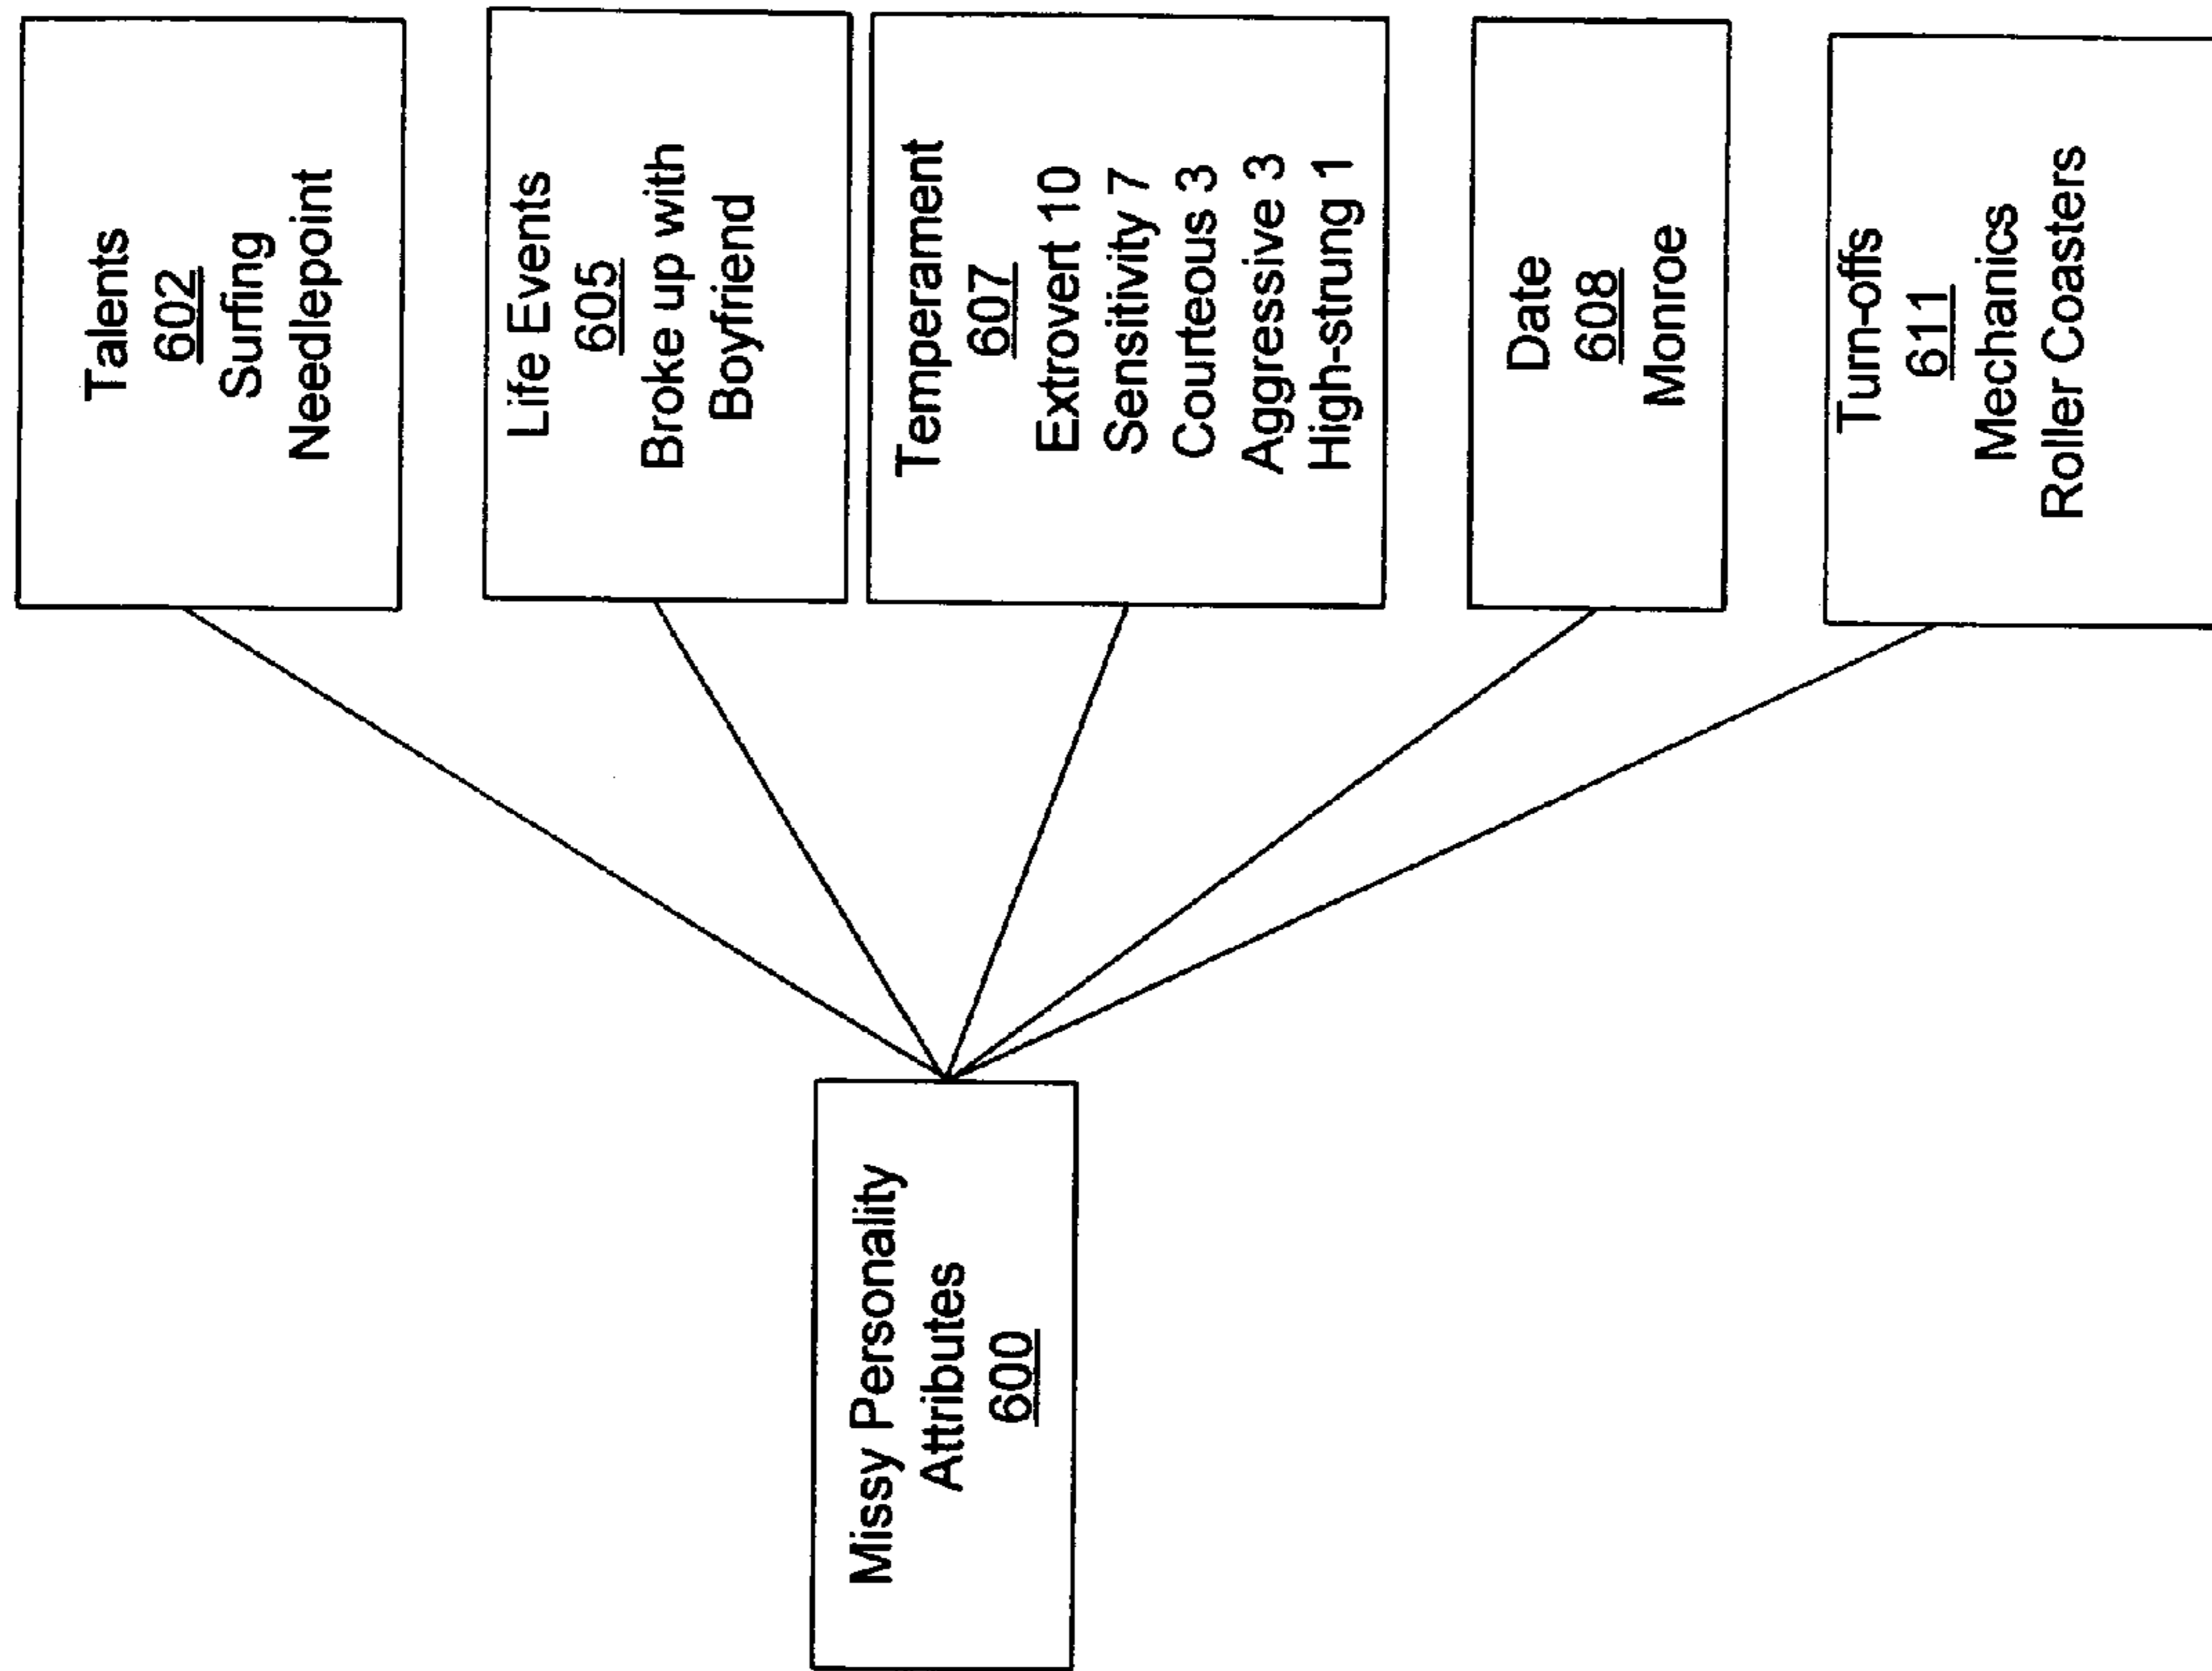 Missy Personality
Attributes
600
Talents
602
Surfing
Needlepoint
Life Events
605
Broke up with
Boyfriend
Temperament
607
Extrovert 10
Sensitivity 7
Courteous 3
Aggressive 3
High-strung 1
Date
608
Monroe
Turn-offs
611
Mechanics
Roller Coasters